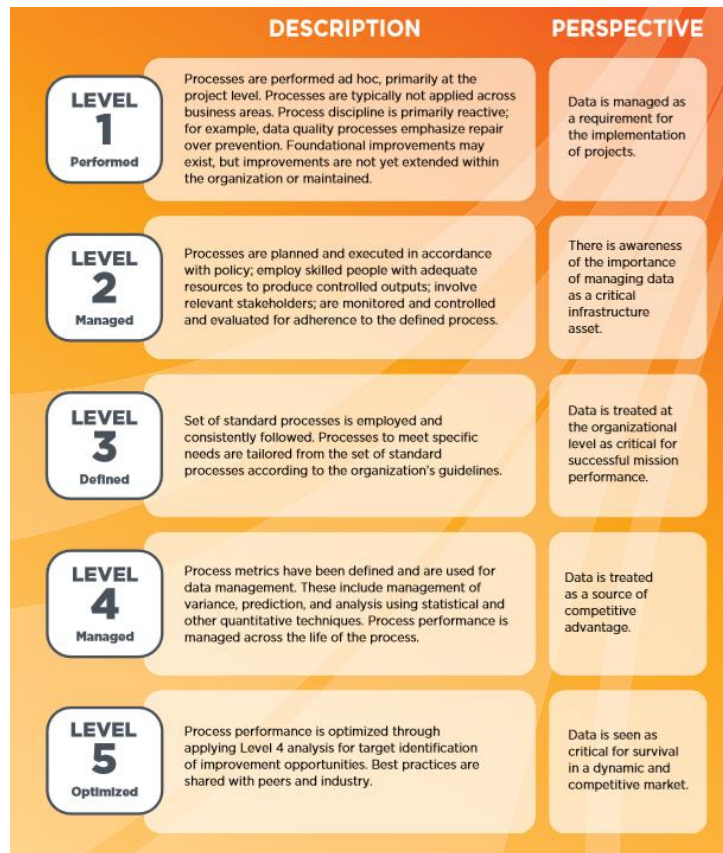 DESCRIPTION
PERSPECTIVE
LEVEL
1
Performed
Processes are performed ad hoc, primarily at the
project level. Processes are typically not applied across
business areas. Process discipline is primarily reactive;
for example, data quality processes emphasize repair
over prevention. Foundational improvements may
exist, but improvements are not yet extended within
the organization or maintained.
Data is managed as
a requirement for
the implementation
of projects.
LEVEL
2
Managed
Processes are planned and executed in accordance
with policy; employ skilled people with adequate
resources to produce controlled outputs; involve
relevant stakeholders; are monitored and controlled
and evaluated for adherence to the defined process.
There is awareness
of the importance
of managing data
as a critical
infrastructure
asset.
LEVEL
3
Defined
Set of standard processes is employed and
consistently followed. Processes to meet specific
needs are tailored from the set of standard
processes according to the organization's guidelines.
Data is treated at
the organizational
level as critical for
successful mission
performance.
LEVEL
4
Managed
Process metrics have been defined and are used for
data management. These include management of
variance, prediction, and analysis using statistical and
other quantitative techniques. Process performance is
managed across the life of the process.
Data is treated
as a source of
competitive
advantage.
LEVEL
5
Optimized
Process performance is optimized through
applying Level 4 analysis for target identification
of improvement opportunities. Best practices are
shared with peers and industry.
Data is seen as
critical for survival
in a dynamic and
competitive market.